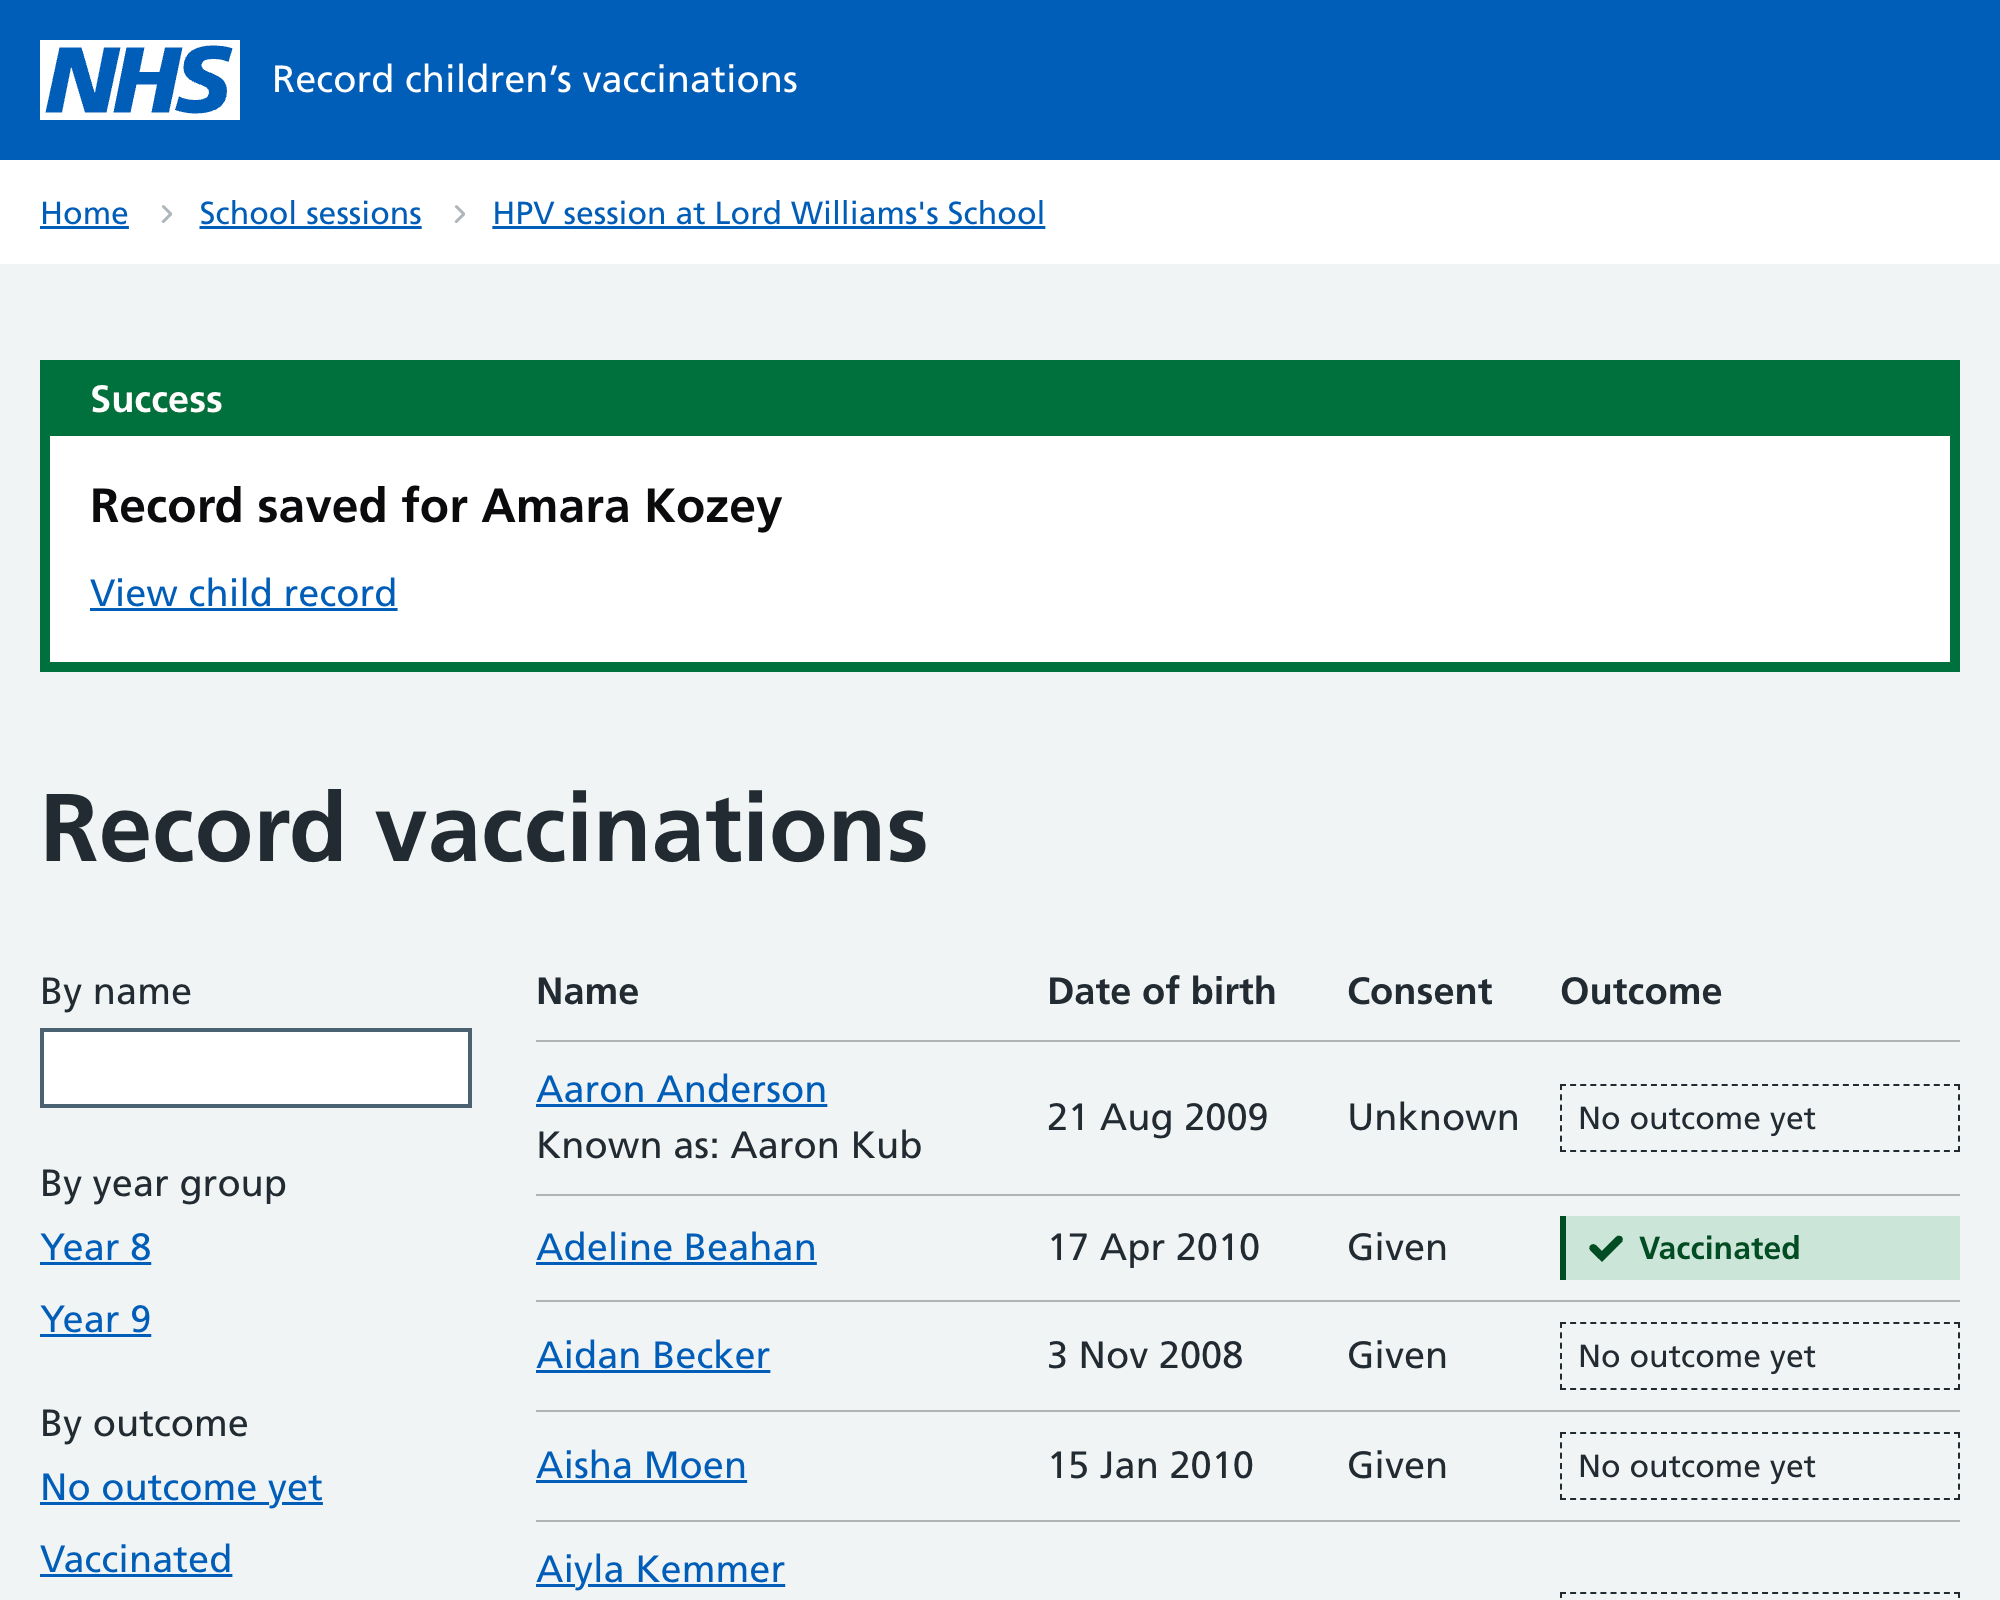 NHS Record children’s vaccinations
Home School sessions HPV session at Lord Williams's School
Success
Record saved for Amara Kozey
View child record
Record vaccinations
By name
By year group
Year 8
Year 9
By outcome
No outcome yet
Vaccinated
Name Date of birth Consent Outcome
Aaron Anderson
Known as: Aaron Kub
21 Aug 2009 Unknown No outcome yet
Adeline Beahan 17 Apr 2010 Given Vaccinated
Aidan Becker 3 Nov 2008 Given No outcome yet
Aisha Moen 15 Jan 2010 Given No outcome yet
Aiyla Kemmer